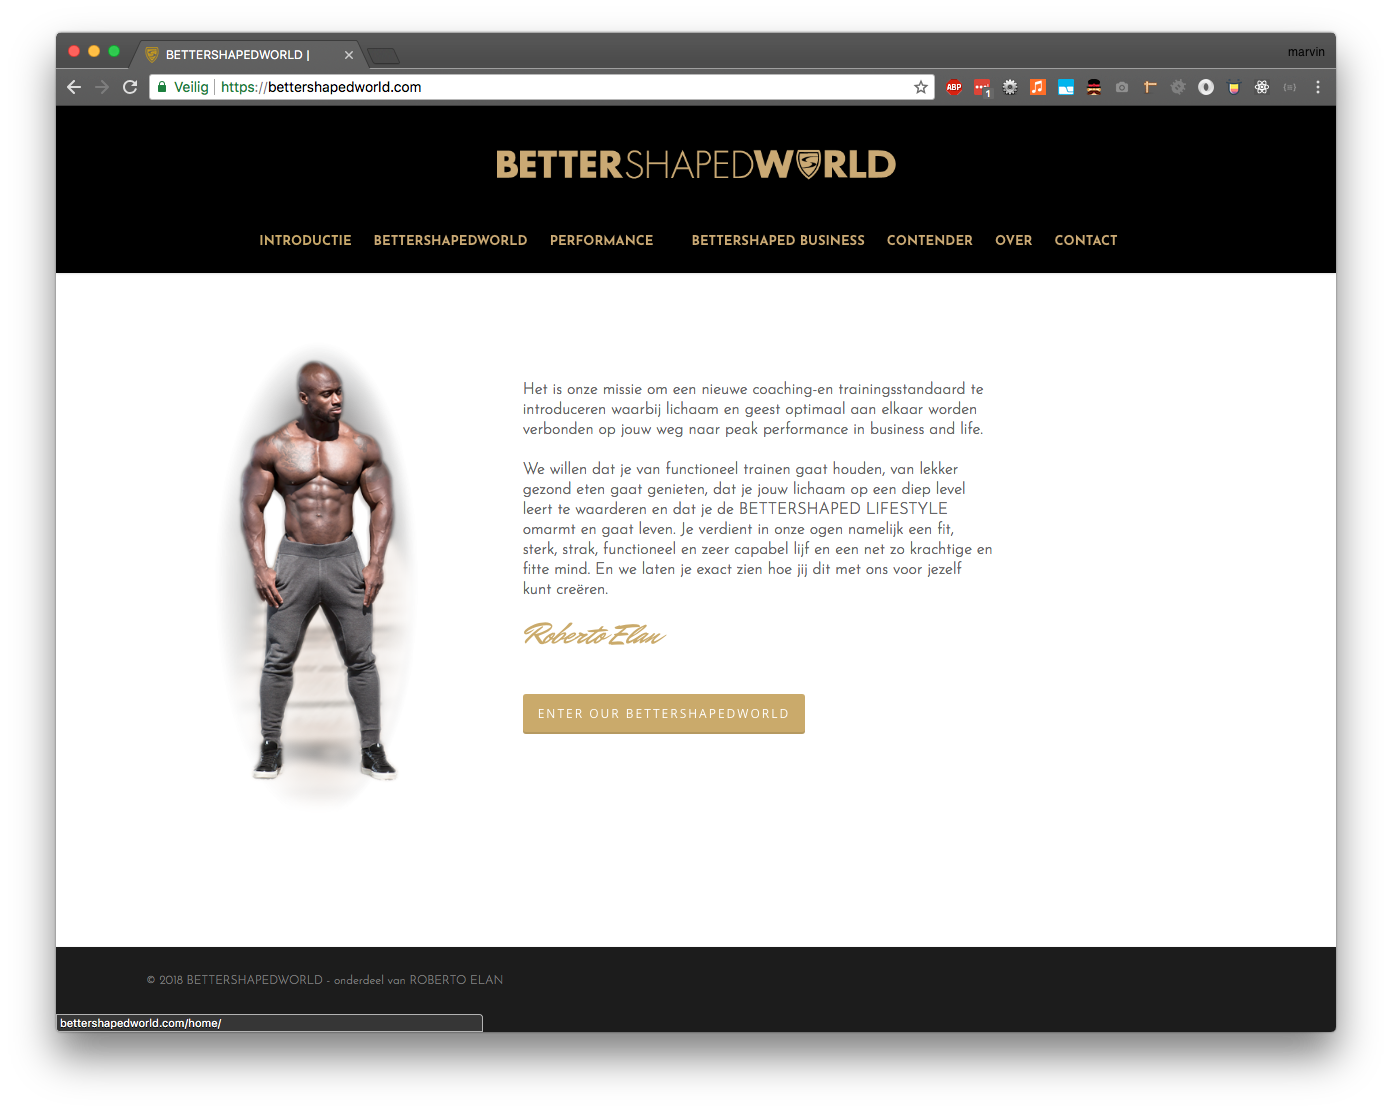 BETTERSHAPEDWORLD |
marvin
Veilig https://bettershapedworld.com
ABP
1
BETTERSHAPEDWORLD
INTRODUCTIE BETTERSHAPEDWORLD PERFORMANCE BETTERSHAPED BUSINESS CONTENDER OVER CONTACT
Het is onze missie om een nieuwe coaching-en trainingsstandaard te
introduceren waarbij lichaam en geest optimaal aan elkaar worden
verbonden op jouw weg naar peak performance in business and life.
We willen dat je van functioneel trainen gaat houden, van lekker
gezond eten gaat genieten, dat je jouw lichaam op een diep level
leert te waarderen en dat je de BETTERSHAPED LIFESTYLE
omarmt en gaat leven. Je verdient in onze ogen namelijk een fit,
sterk, strak, functioneel en zeer capabel lijf en een net zo krachtige en
fitte mind. En we laten je exact zien hoe jij dit met ons voor jezelf
kunt creëren.
Roberto Elan
ENTER OUR BETTERSHAPEDWORLD
© 2018 BETTERSHAPEDWORLD - onderdeel van ROBERTO ELAN
bettershapedworld.com/home/